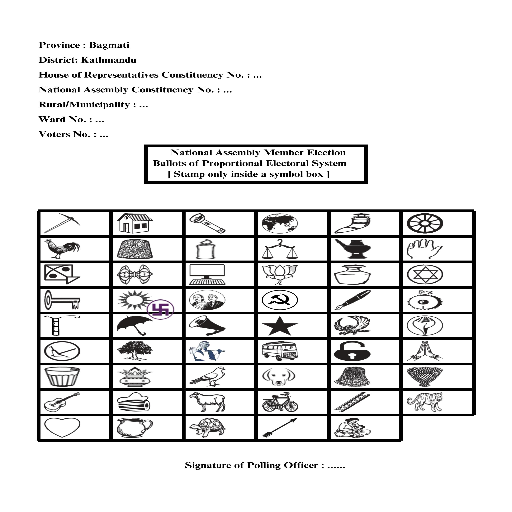 Province : Bagmati
District: Kathmandu
House of Representatives Constituency No. : ...
National Assembly Constituency No. : ...
Rural/Municipality : ...
Ward No. : ...
Voters No. : ...
National Assembly Member Election
Ballots of Proportional Electoral System
[ Stamp only inside a symbol box ]
Signature of Polling Officer : ......